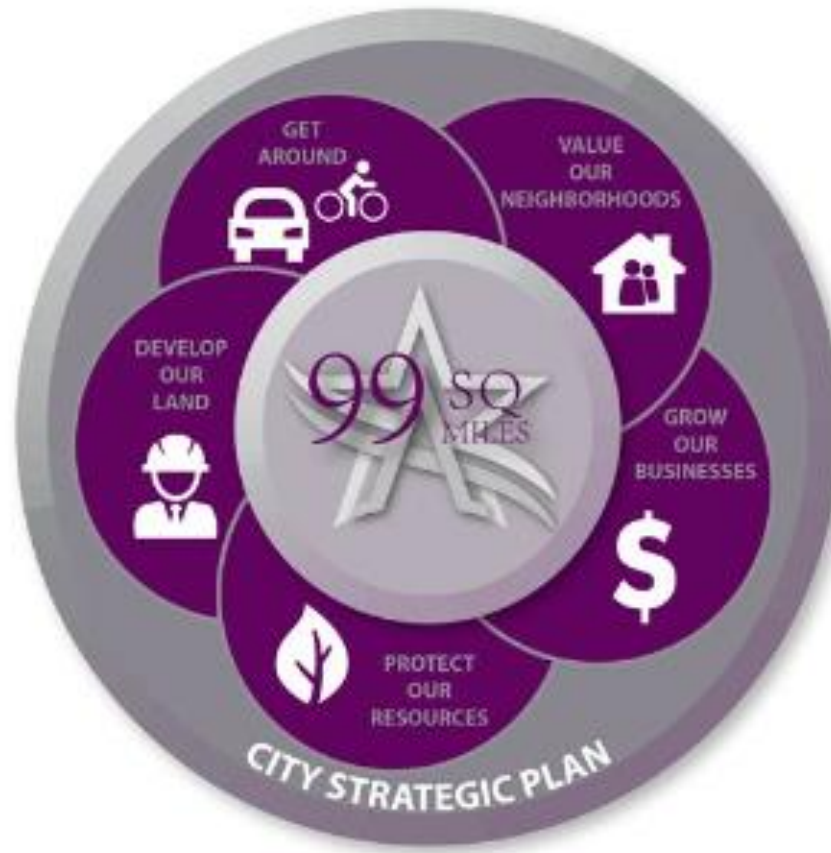 GET
AROUND
VALUE
OUR
NEIGHBORHOODS
DEVELOP
OUR
LAND
99 SQ
MILES
GROW
OUR
BUSINESSES
$
PROTECT
OUR
RESOURCES
CITY STRATEGIC PLAN